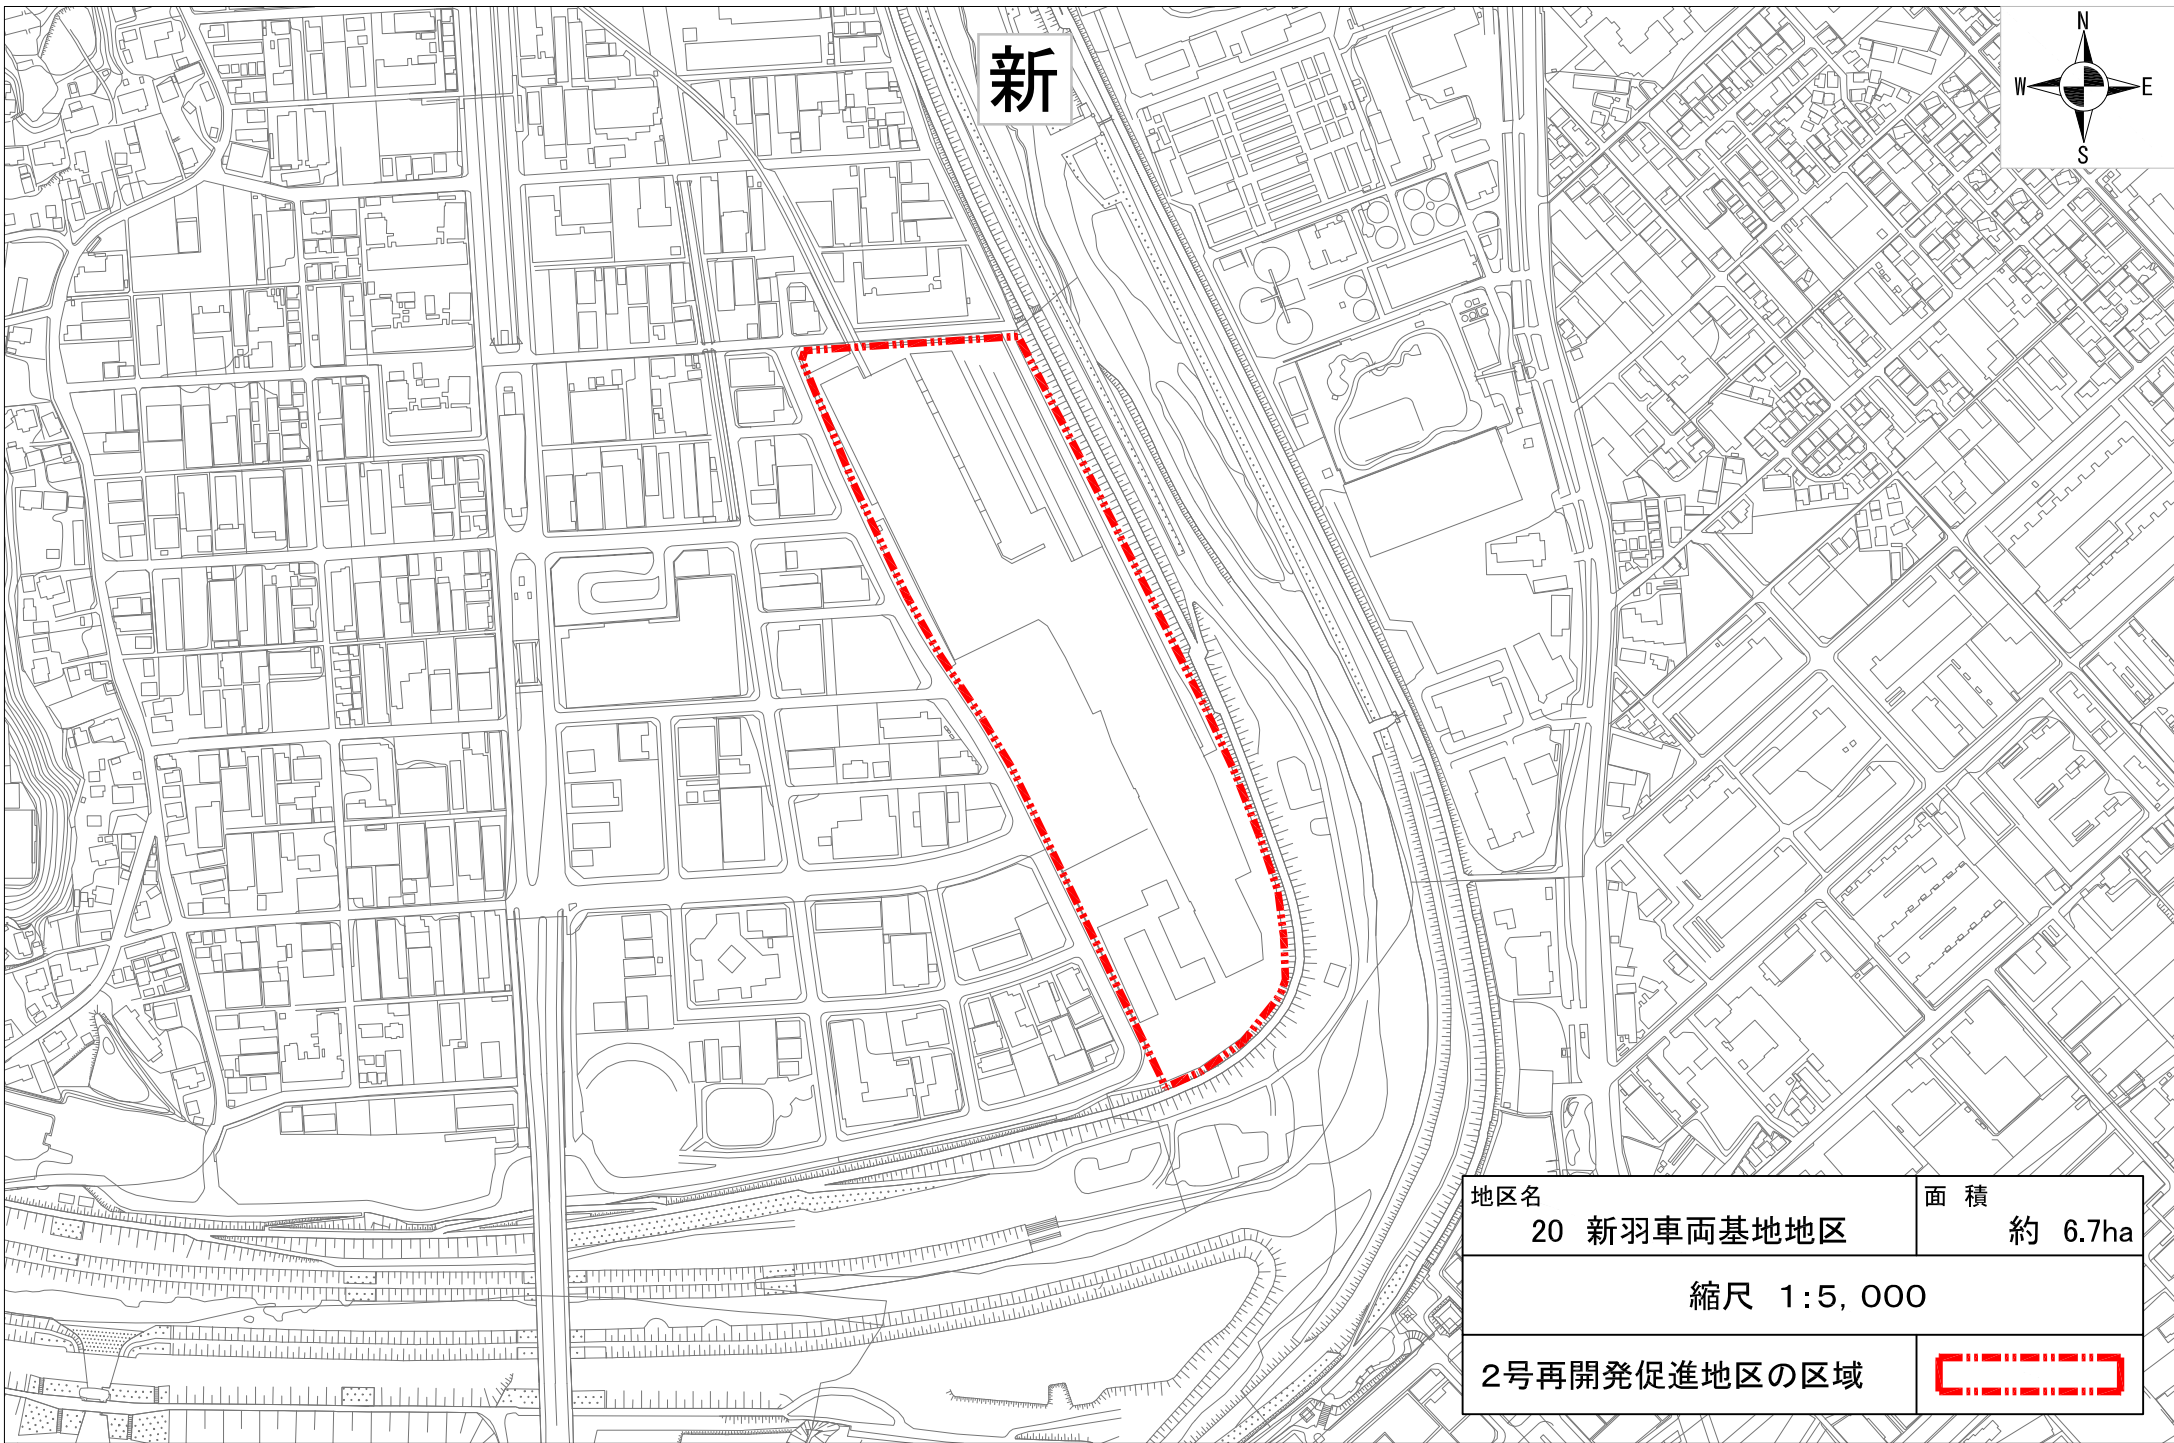 新
N
W E
S
地区名
20 新羽車両基地地区
面 積
約 6.7ha
縮尺 1:5,000
2号再開発促進地区の区域